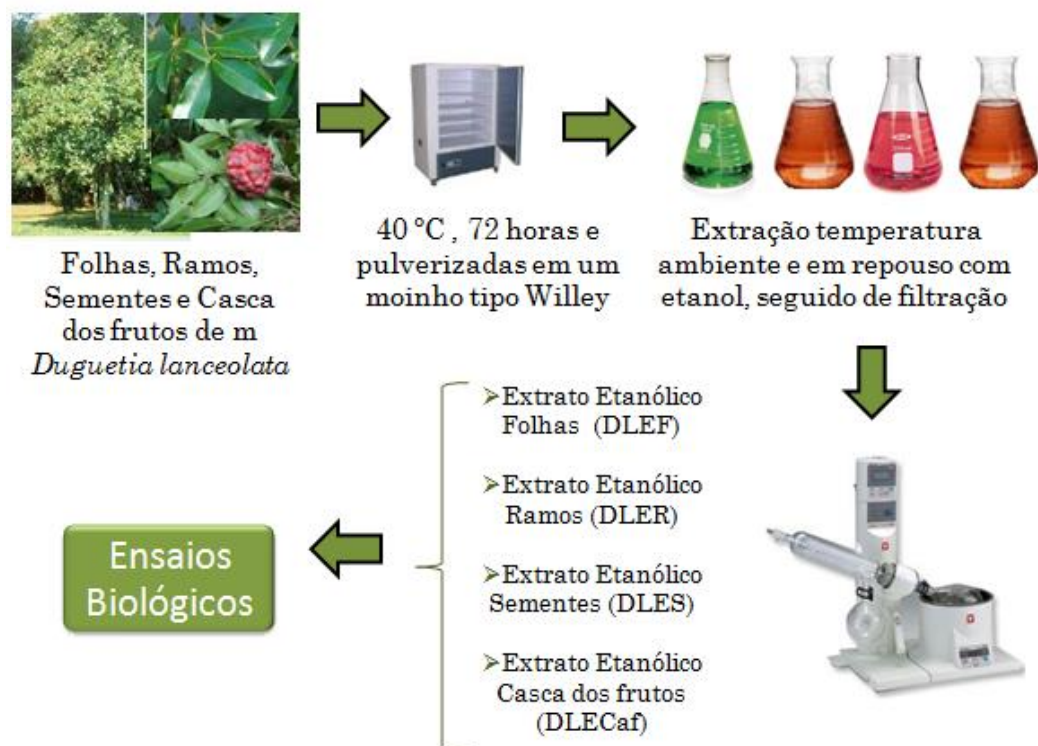 Folhas, Ramos,
Sementes e Casca
dos frutos de m
Duguetia lanceolata
40 °C , 72 horas e
pulverizadas em um
moinho tipo Willey
Extração temperatura
ambiente e em repouso com
etanol, seguido de filtração
➢Extrato Etanólico
Folhas (DLEF)
➢Extrato Etanólico
Ramos (DLER)
➢Extrato Etanólico
Sementes (DLES)
➢Extrato Etanólico
Casca dos frutos
(DLECaf)
Ensaios
Biológicos